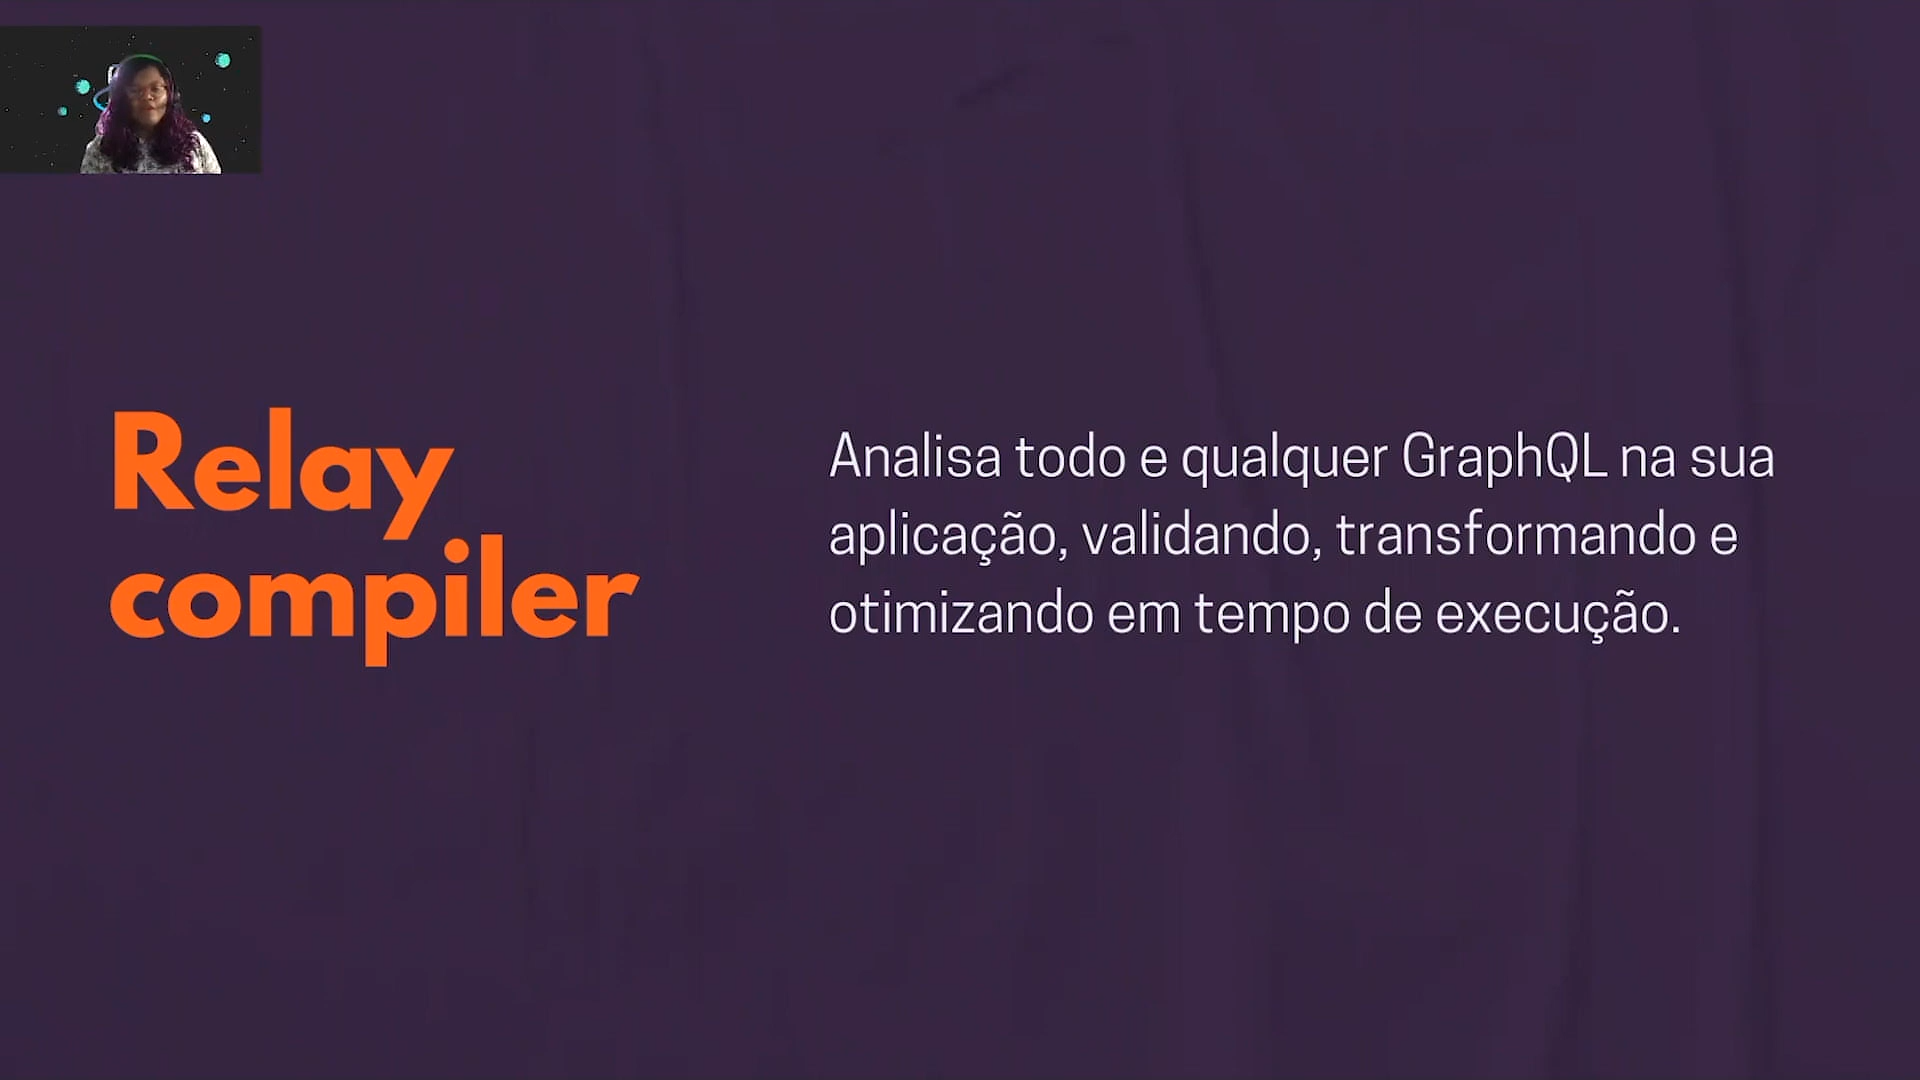 Relay
compiler
Analisa todo e qualquer GraphQL na sua
aplicação, validando, transformando e
otimizando em tempo de execução.